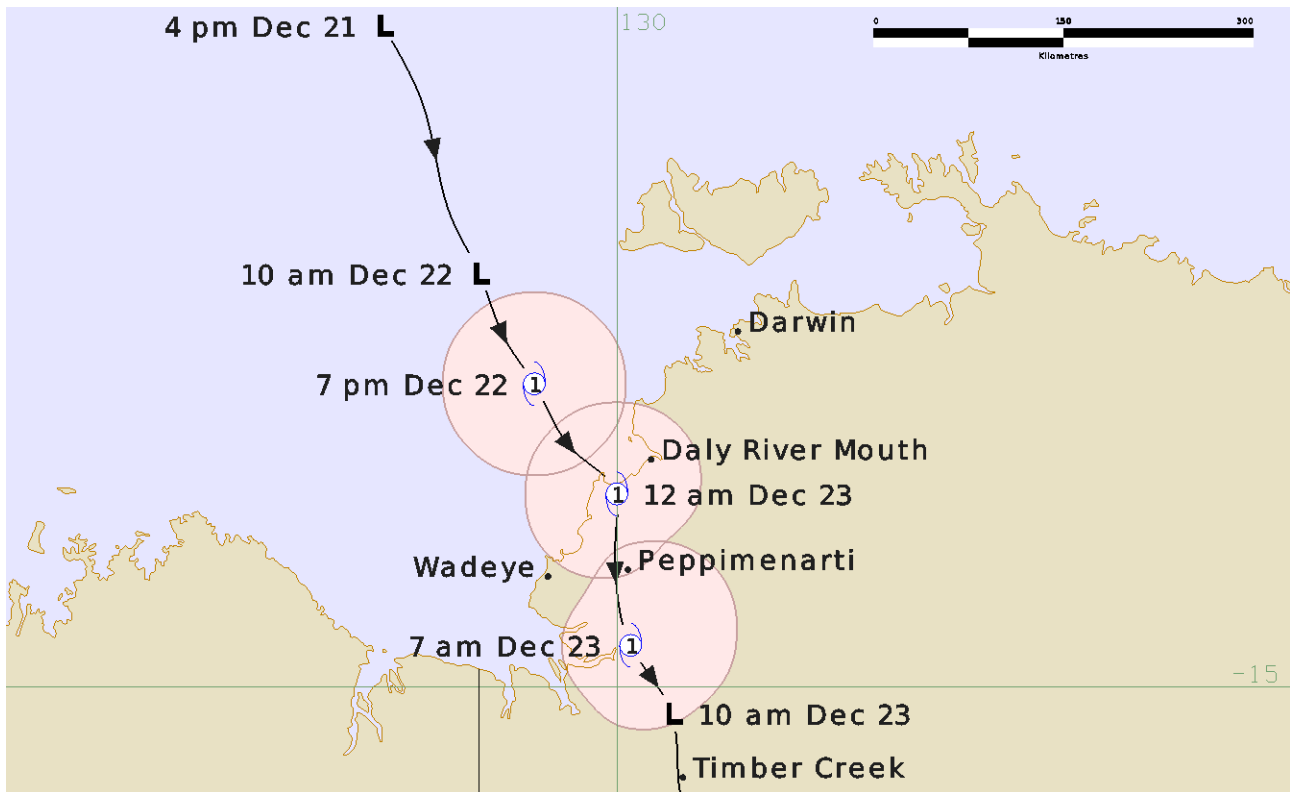 4 pm Dec 21
L
130
0 150 300
Kilometres
10 am Dec 22
L
Darwin
7 pm Dec 22
1
Daly River Mouth
1
12 am Dec 23
Wadeye
Peppimenarti
7 am Dec 23
1
-15
L
10 am Dec 23
Timber Creek